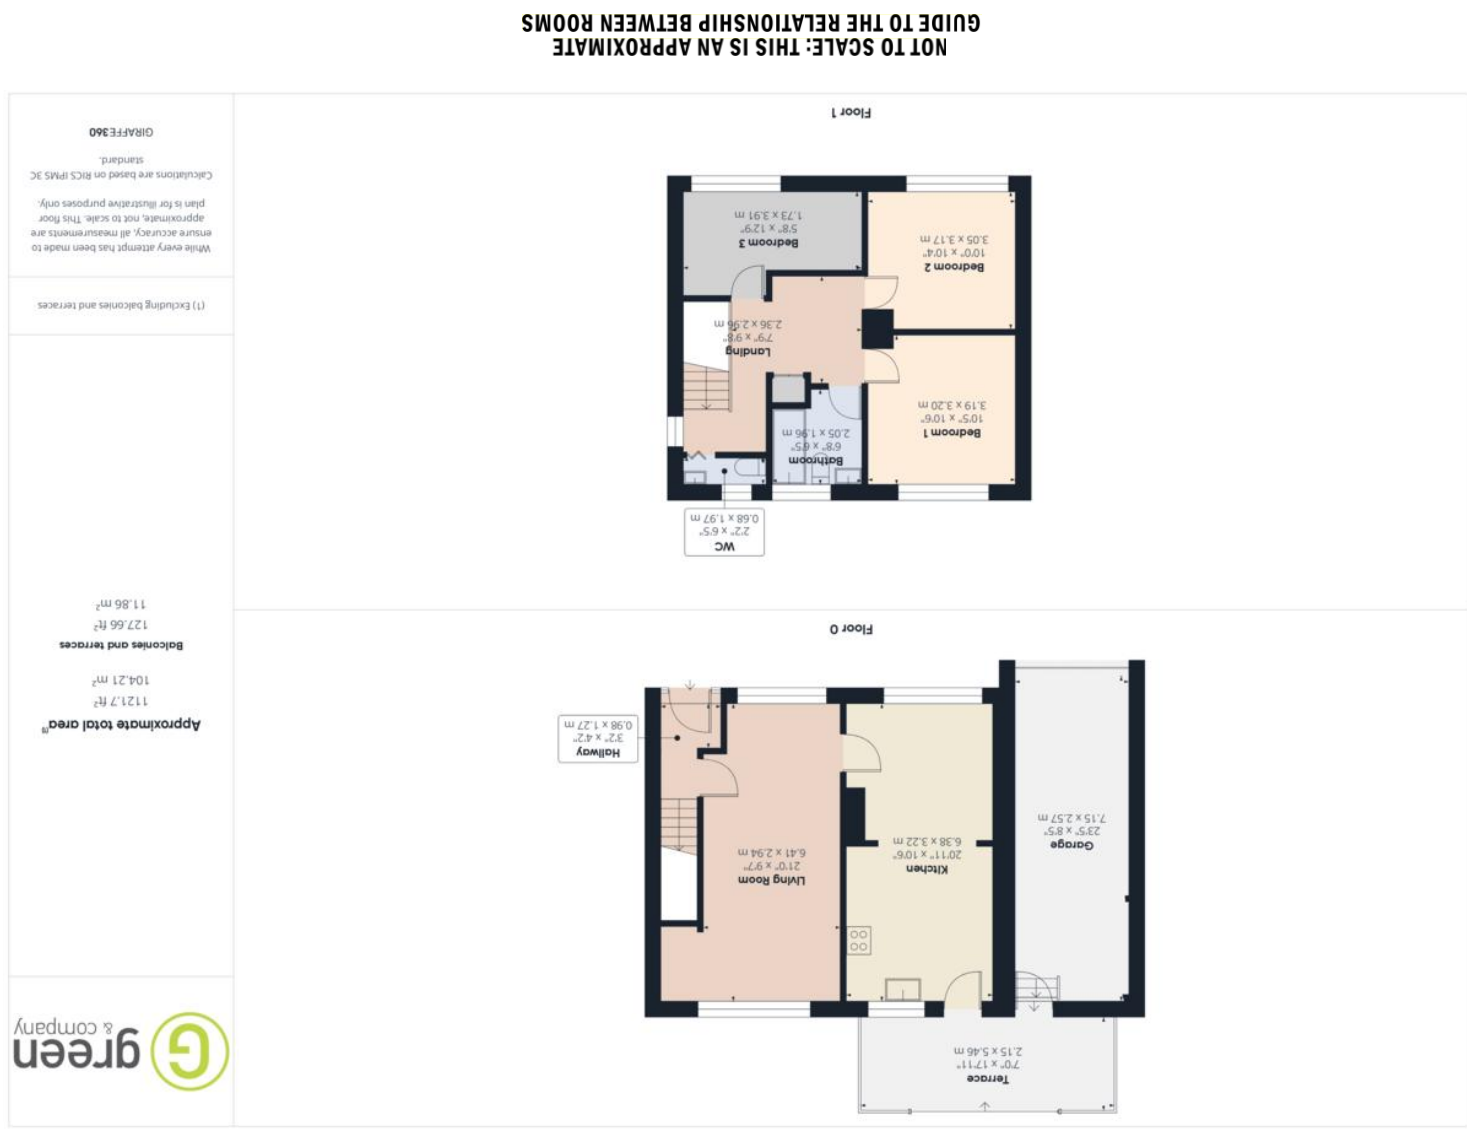 Terrace
7'0" x 17'11"
2.15 x 5.46 m
Garage
23'5" x 8'5"
7.15 x 2.57 m
Kitchen
20'11" x 10'6"
6.38 x 3.22 m
Living Room
21'0" x 9'7"
6.41 x 2.94 m
Hallway
3'2" x 4'2"
0.98 x 1.27 m
Floor 0
WC
2'2" x 6'5"
0.68 x 1.97 m
Bedroom 1
10'5" x 10'6"
3.19 x 3.20 m
Bathroom
6'8" x 6'5"
2.05 x 1.96 m
Landing
7'9" x 9'8"
2.36 x 2.96 m
Bedroom 2
10'0" x 10'4"
3.05 x 3.17 m
Bedroom 3
5'8" x 12'9"
1.73 x 3.91 m
Floor 1
G green
& company
Approximate total area(1)
1121.7 ft²
104.21 m²
Balconies and terraces
127.66 ft²
11.86 m²
(1) Excluding balconies and terraces
While every attempt has been made to
ensure accuracy, all measurements are
approximate, not to scale. This floor
plan is for illustrative purposes only.
Calculations are based on RICS IPMS 3C
standard.
GIRAFFE360
NOT TO SCALE: THIS IS AN APPROXIMATE
GUIDE TO THE RELATIONSHIP BETWEEN ROOMS